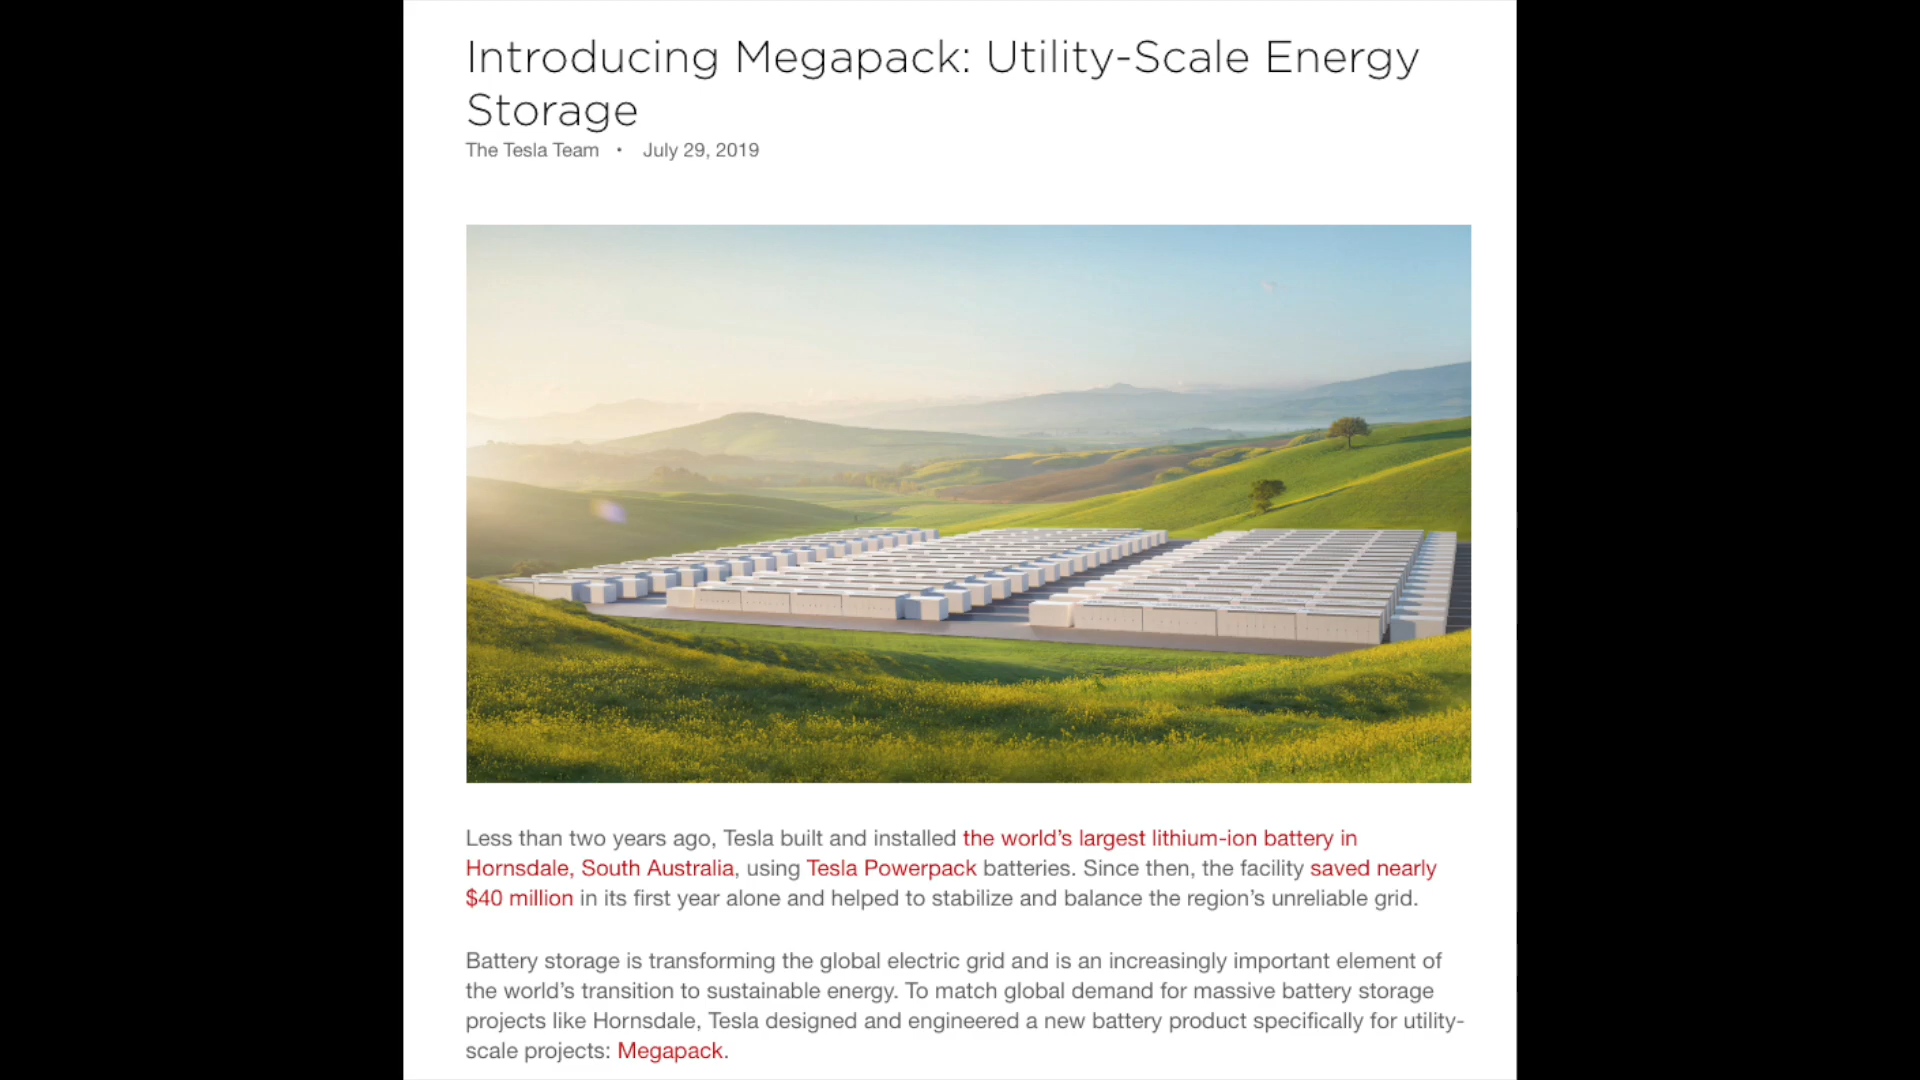 Introducing Megapack: Utility-Scale Energy
Storage
The Tesla Team • July 29, 2019
Less than two years ago, Tesla built and installed the world’s largest lithium-ion battery in
Hornsdale, South Australia, using Tesla Powerpack batteries. Since then, the facility saved nearly
$40 million in its first year alone and helped to stabilize and balance the region’s unreliable grid.
Battery storage is transforming the global electric grid and is an increasingly important element of
the world’s transition to sustainable energy. To match global demand for massive battery storage
projects like Hornsdale, Tesla designed and engineered a new battery product specifically for utility-
scale projects: Megapack.